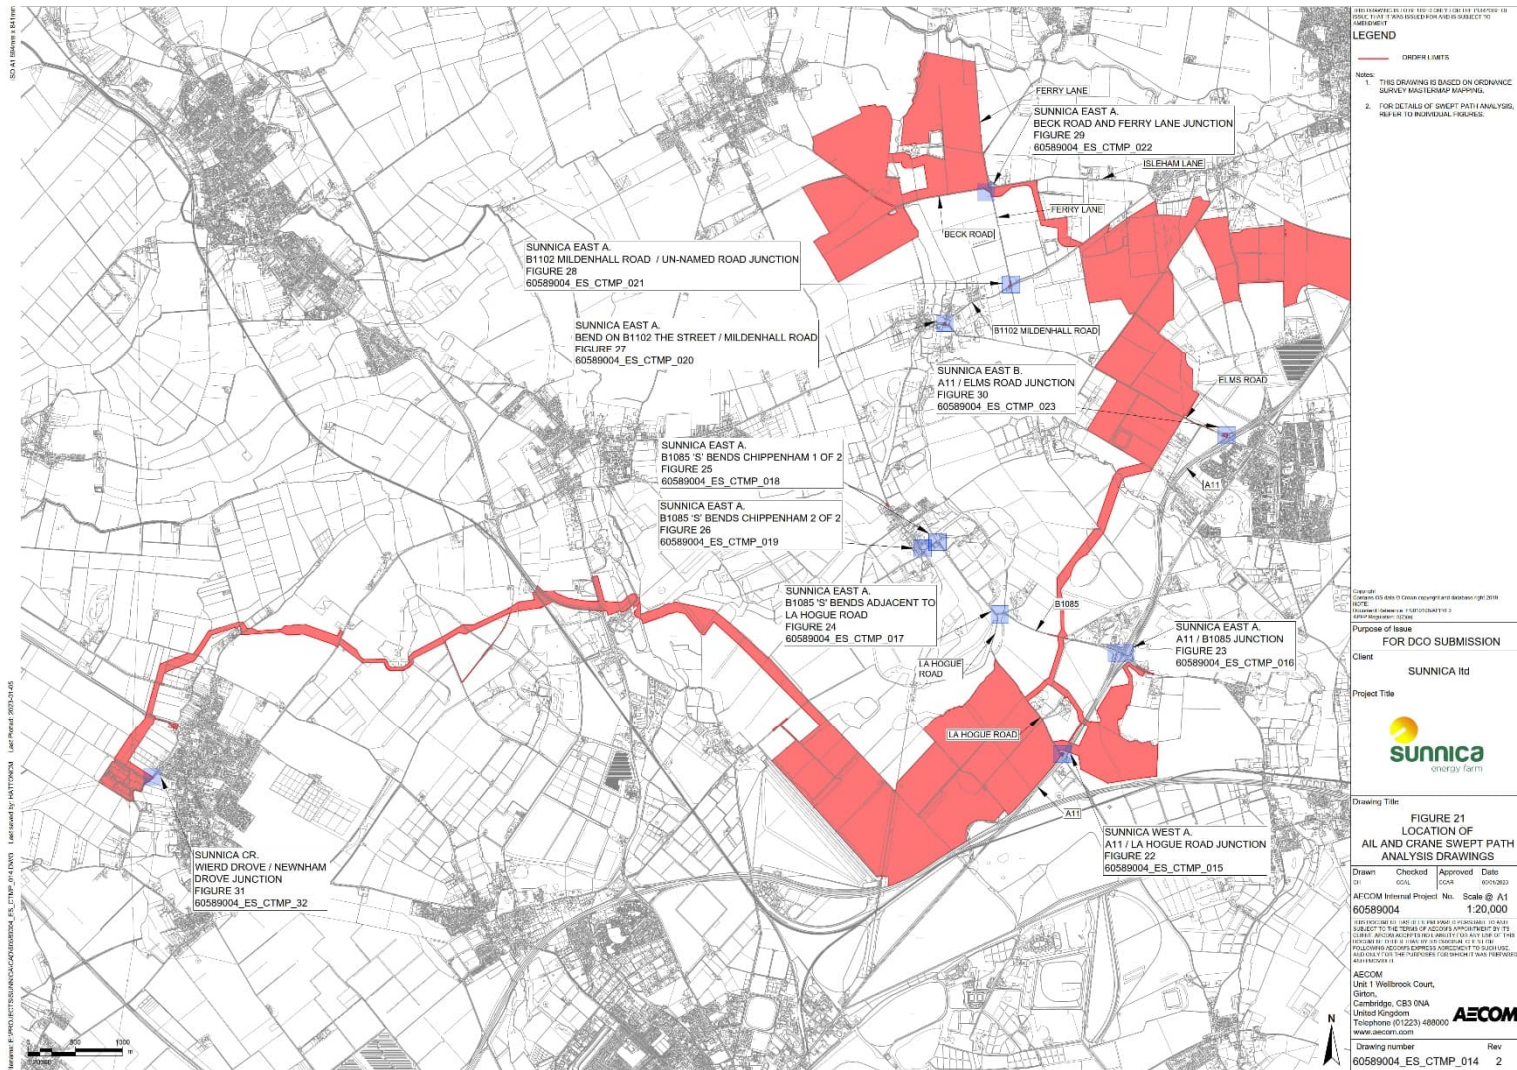 LEGEND
ORDER LIMITS
Notes:
1. THIS DRAWING IS BASED ON ORDNANCE
SURVEY MASTERMAP MAPPING.
2. FOR DETAILS OF SWEPT PATH ANALYSIS,
REFER TO INDIVIDUAL FIGURES.
FERRY LANE
SUNNICA EAST A.
BECK ROAD AND FERRY LANE JUNCTION
FIGURE 29
60589004_ES_CTMP_022
ISLEHAM LANE
FERRY LANE
BECK ROAD
SUNNICA EAST A.
B1102 MILDENHALL ROAD / UN-NAMED ROAD JUNCTION
FIGURE 28
60589004_ES_CTMP_021
SUNNICA EAST A.
BEND ON B1102 THE STREET / MILDENHALL ROAD
FIGURE 27
60589004_ES_CTMP_020
B1102 MILDENHALL ROAD
SUNNICA EAST B.
A11 / ELMS ROAD JUNCTION
FIGURE 30
60589004_ES_CTMP_023
ELMS ROAD
A11
SUNNICA EAST A.
B1085 'S' BENDS CHIPPENHAM 1 OF 2
FIGURE 25
60589004_ES_CTMP_018
SUNNICA EAST A.
B1085 'S' BENDS CHIPPENHAM 2 OF 2
FIGURE 26
60589004_ES_CTMP_019
SUNNICA EAST A.
B1085 'S' BENDS ADJACENT TO
LA HOGUE ROAD
FIGURE 24
60589004_ES_CTMP_017
B1085
LA HOGUE
ROAD
SUNNICA EAST A.
A11 / B1085 JUNCTION
FIGURE 23
60589004_ES_CTMP_016
LA HOGUE ROAD
A11
SUNNICA WEST A.
A11 / LA HOGUE ROAD JUNCTION
FIGURE 22
60589004_ES_CTMP_015
SUNNICA CR.
WIERD DROVE / NEWNHAM
DROVE JUNCTION
FIGURE 31
60589004_ES_CTMP_32
500 1000
m
N
Purpose of Issue
FOR DCO SUBMISSION
Client
SUNNICA ltd
Project Title
sunnica
energy farm
Drawing Title
FIGURE 21
LOCATION OF
AIL AND CRANE SWEPT PATH
ANALYSIS DRAWINGS
Drawn Checked Approved Date
AECOM Internal Project No. Scale @ A1
60589004 1:20,000
AECOM
Unit 1 Wellbrook Court,
Girton,
Cambridge, CB3 0NA
United Kingdom
Telephone (01223) 488000
www.aecom.com
AECOM
Drawing number Rev
60589004_ES_CTMP_014 2